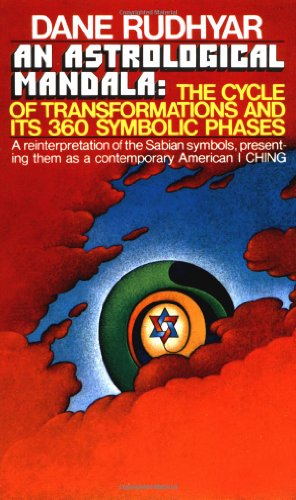 DANE RUDHYAR
AN ASTROLOGICAL
MANDALA: THE CYCLE
OF TRANSFORMATIONS AND
ITS 360 SYMBOLIC PHASES
A reinterpretation of the Sabian symbols, present-
ing them as a contemporary American I CHING